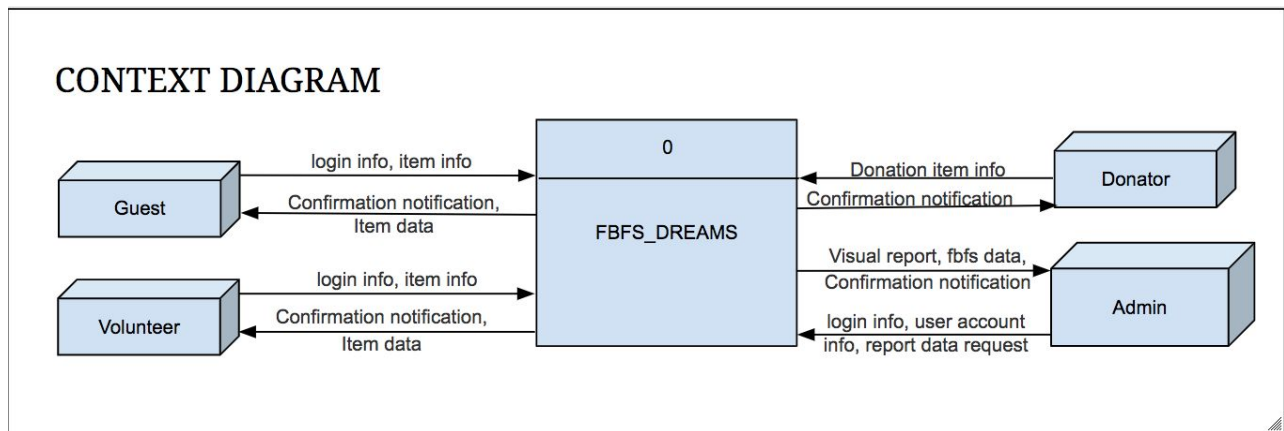 CONTEXT DIAGRAM
Guest
login info, item info
Confirmation notification,
Item data
Volunteer
login info, item info
Confirmation notification,
Item data
0
FBFS_DREAMS
Donation item info
Confirmation notification
Donator
Visual report, fbfs data,
Confirmation notification
login info, user account
info, report data request
Admin